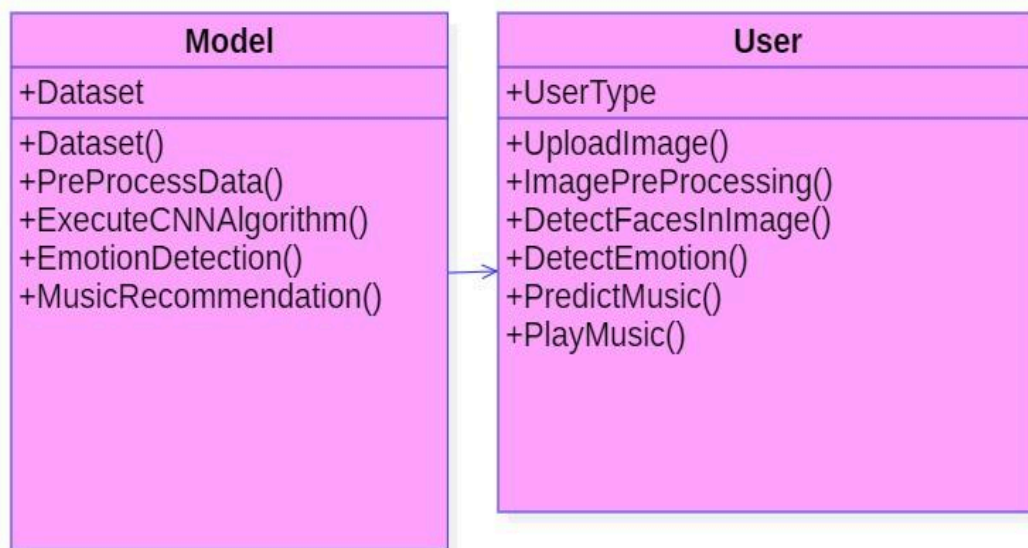 Model
+Dataset
+Dataset()
+PreProcessData()
+ExecuteCNNAlgorithm()
+EmotionDetection()
+MusicRecommendation()
User
+UserType
+UploadImage()
+ImagePreProcessing()
+DetectFacesInImage()
+DetectEmotion()
+PredictMusic()
+PlayMusic()